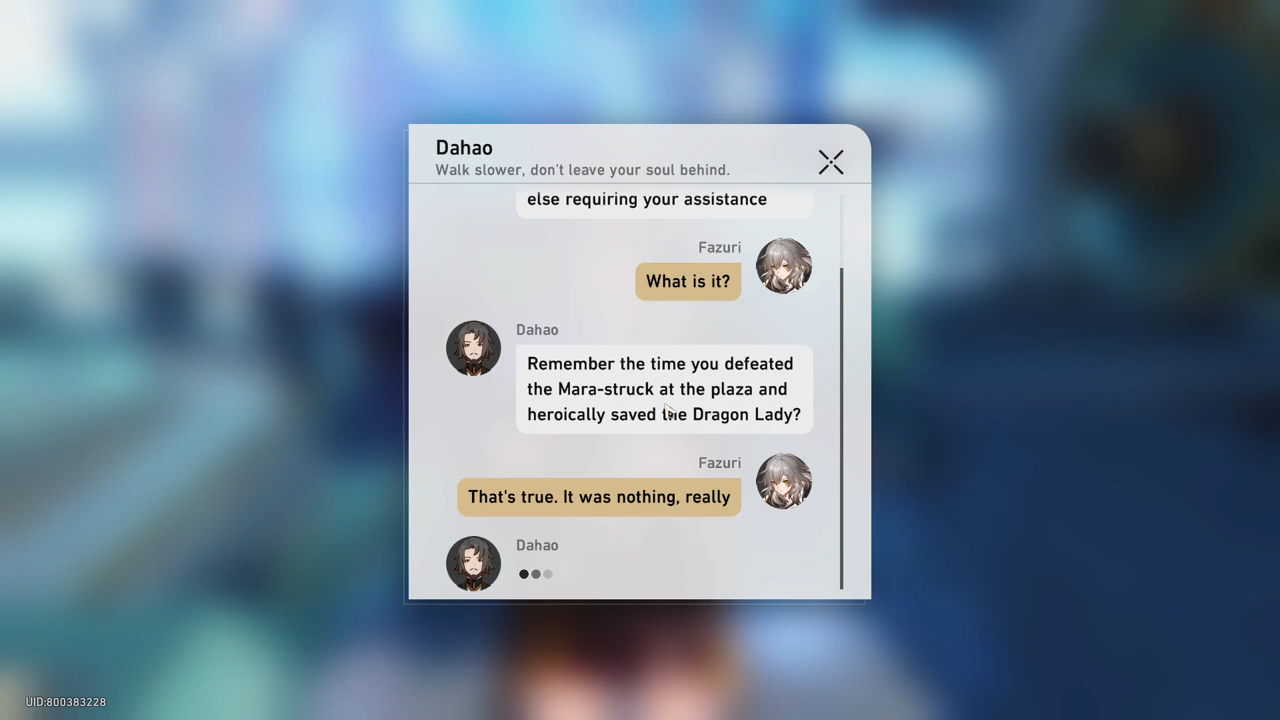 Dahao
Walk slower, don't leave your soul behind.
else requiring your assistance
Fazuri
What is it?
Dahao
Remember the time you defeated
the Mara-struck at the plaza and
heroically saved the Dragon Lady?
Fazuri
That's true. It was nothing, really
Dahao
UID:800383228